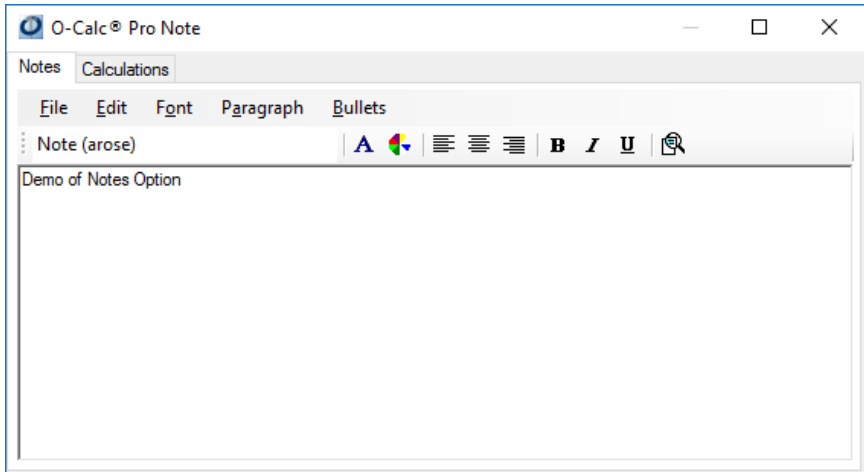 O-Calc® Pro Note
Notes Calculations
File Edit Font Paragraph Bullets
Note (arose) A B I U
Demo of Notes Option